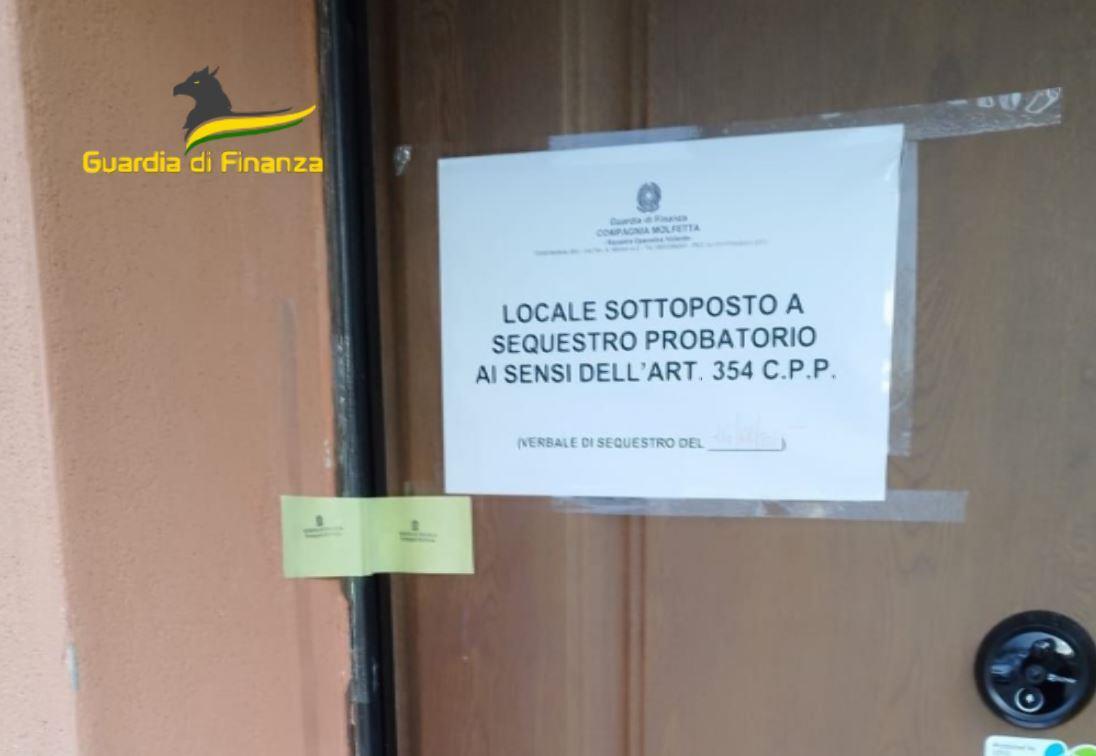 Guardia di Finanza
Guardia di Finanza
COMPAGNIA MOLFETTA
LOCALE SOTTOPOSTO A
SEQUESTRO PROBATORIO
AI SENSI DELL'ART. 354 C.P.P.
(VERBALE DI SEQUESTRO DEL )